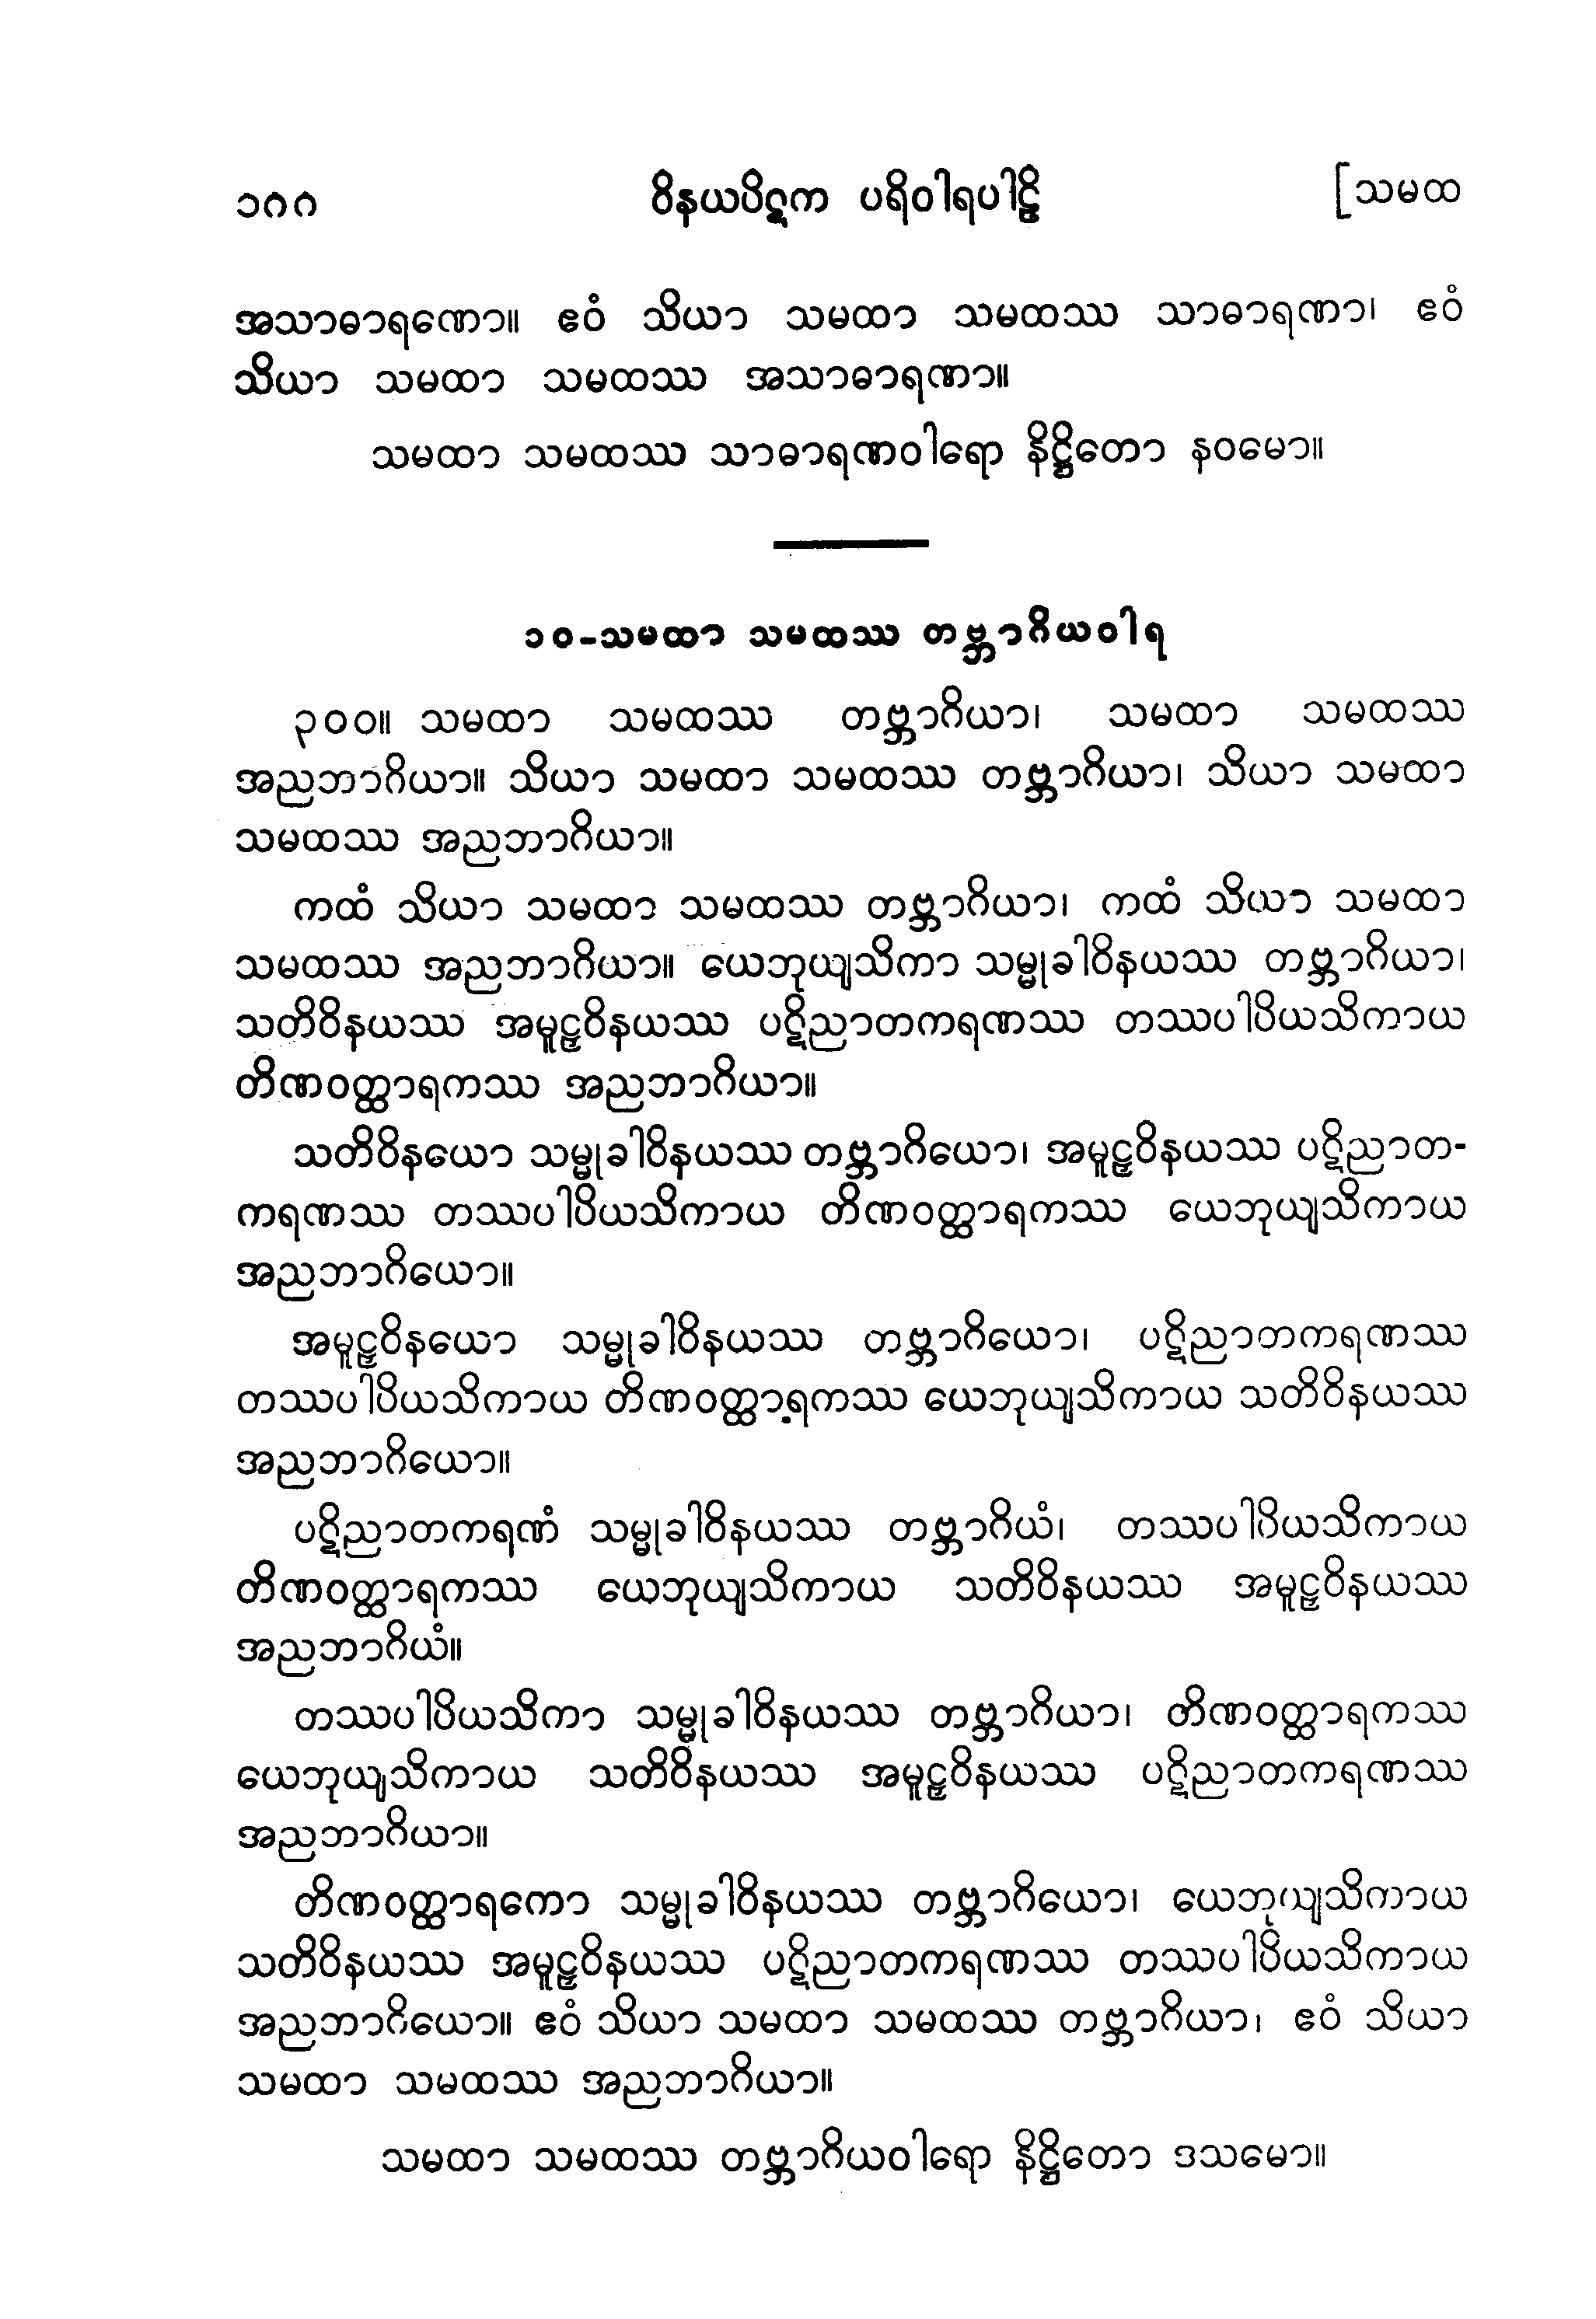 ၁၈၈ ဝိနယပိဋက ပရိဝါရပါဠိ [သမထ
အသာဓာရဏော။ ဧဝံ သိယာ သမထာ သမထဿ သာဓာရဏာ၊ ဧဝံ
သိယာ သမထာ သမထဿ အသာဓာရဏာ။
သမထာ သမထဿ သာဓာရဏဝါရော နိဋ္ဌိတော နဝမော။
၁၀-သမထာ သမထဿ တဗ္ဘာဂိယဝါရ
၃၀၀။ သမထာ သမထဿ တဗ္ဘာဂိယာ၊ သမထာ သမထဿ
အညဘာဂိယာ။ သိယာ သမထာ သမထဿ တဗ္ဘာဂိယာ၊ သိယာ သမထာ
သမထဿ အညဘာဂိယာ။
ကထံ သိယာ သမထာ သမထဿ တဗ္ဘာဂိယာ၊ ကထံ သိယာ သမထာ
သမထဿ အညဘာဂိယာ။ ယေဘုယျသိကာ သမ္မုခါဝိနယဿ တဗ္ဘာဂိယာ၊
သတိဝိနယဿ အမူဠှဝိနယဿ ပဋိညာတကရဏဿ တဿပါပိယသိကာယ
တိဏဝတ္ထာရကဿ အညဘာဂိယာ။
သတိဝိနယော သမ္မုခါဝိနယဿ တဗ္ဘာဂိယော၊ အမူဠှဝိနယဿ ပဋိညာတ-
ကရဏဿ တဿပါပိယသိကာယ တိဏဝတ္ထာရကဿ ယေဘုယျသိကာယ
အညဘာဂိယော။
အမူဠှဝိနယော သမ္မုခါဝိနယဿ တဗ္ဘာဂိယော၊ ပဋိညာတကရဏဿ
တဿပါပိယသိကာယ တိဏဝတ္ထာရကဿ ယေဘုယျသိကာယ သတိဝိနယဿ
အညဘာဂိယော။
ပဋိညာတကရဏံ သမ္မုခါဝိနယဿ တဗ္ဘာဂိယံ၊ တဿပါပိယသိကာယ
တိဏဝတ္ထာရကဿ ယေဘုယျသိကာယ သတိဝိနယဿ အမူဠှဝိနယဿ
အညဘာဂိယံ။
တဿပါပိယသိကာ သမ္မုခါဝိနယဿ တဗ္ဘာဂိယာ၊ တိဏဝတ္ထာရကဿ
ယေဘုယျသိကာယ သတိဝိနယဿ အမူဠှဝိနယဿ ပဋိညာတကရဏဿ
အညဘာဂိယာ။
တိဏဝတ္ထာရကော သမ္မုခါဝိနယဿ တဗ္ဘာဂိယော၊ ယေဘုယျသိကာယ
သတိဝိနယဿ အမူဠှဝိနယဿ ပဋိညာတကရဏဿ တဿပါပိယသိကာယ
အညဘာဂိယော။ ဧဝံ သိယာ သမထာ သမထဿ တဗ္ဘာဂိယာ၊ ဧဝံ သိယာ
သမထာ သမထဿ အညဘာဂိယာ။
သမထာ သမထဿ တဗ္ဘာဂိယဝါရော နိဋ္ဌိတော ဒသမော။